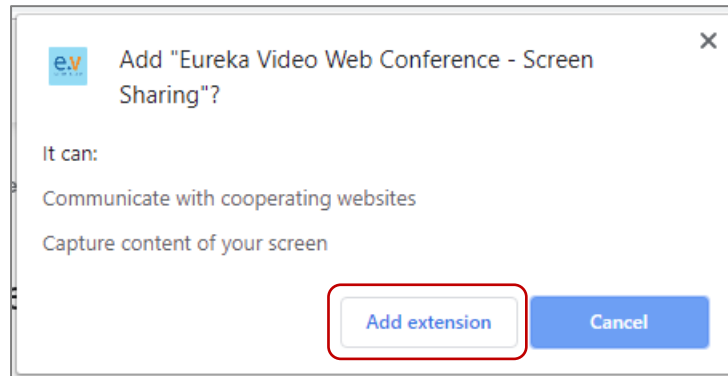 e.v
Add "Eureka Video Web Conference - Screen
Sharing"?
It can:
Communicate with cooperating websites
Capture content of your screen
Add extension
Cancel